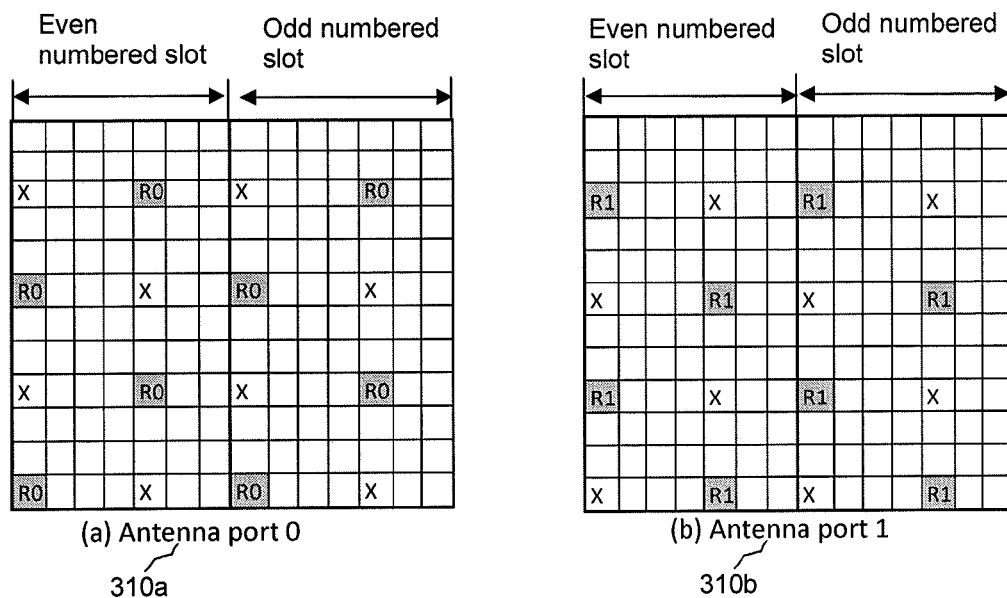 Even
numbered slot
Odd numbered
slot
X R0 X R0
R0 X R0 X
X R0 X R0
R0 X R0 X
(a) Antenna port 0
310a
Even numbered
slot
Odd numbered
slot
R1 X R1 X
X R1 X R1
R1 X R1 X
X R1 X R1
(b) Antenna port 1
310b